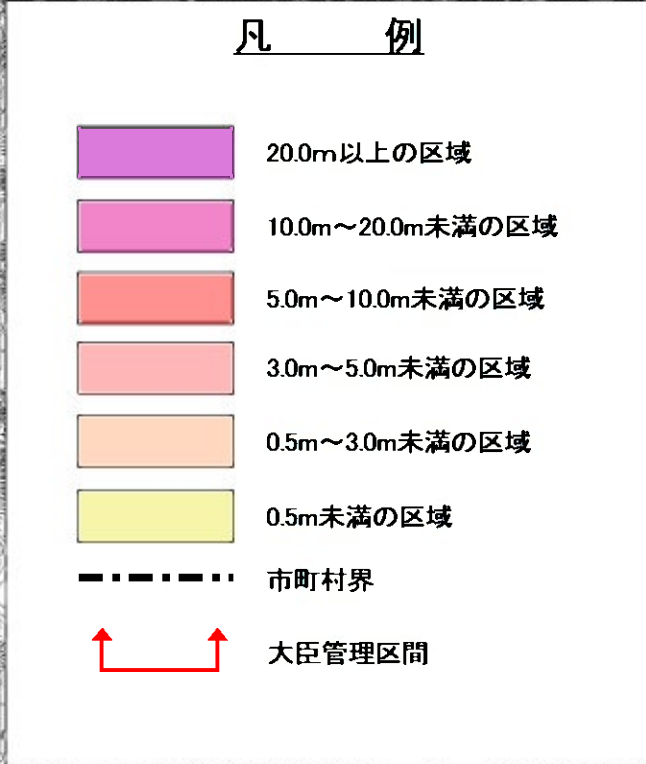 凡 例
20.0m以上の区域
10.0m～20.0m未満の区域
5.0m～10.0m未満の区域
3.0m～5.0m未満の区域
0.5m～3.0m未満の区域
0.5m未満の区域
市町村界
大臣管理区間